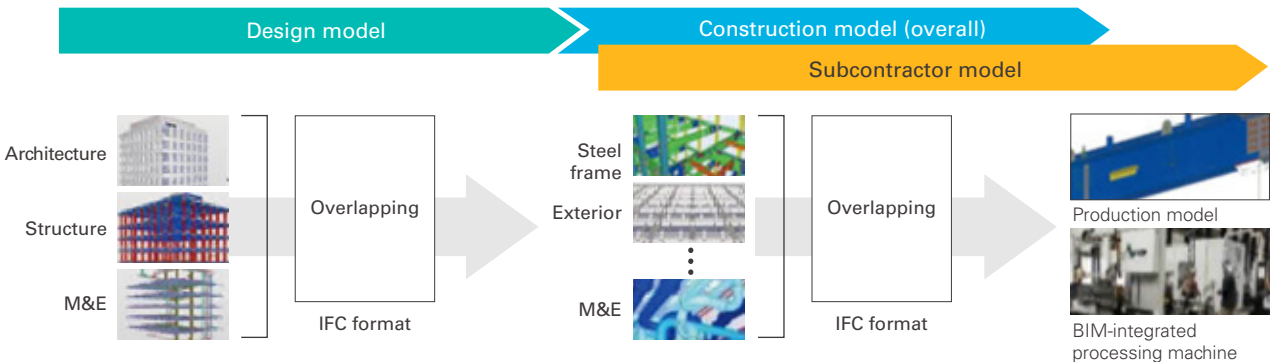 Design model
Construction model (overall)
Subcontractor model
Architecture
Structure
M&E
Overlapping
IFC format
Steel
frame
Exterior
M&E
Overlapping
IFC format
Production model
BIM-integrated
processing machine